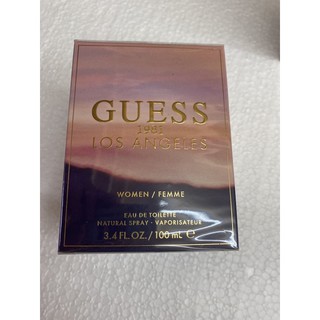 GUESS
1981
LOS ANGELES
WOMEN / FEMME
EAU DE TOILETTE
NATURAL SPRAY - VAPORISATEUR
3.4 FL. OZ. / 100 mL ℮